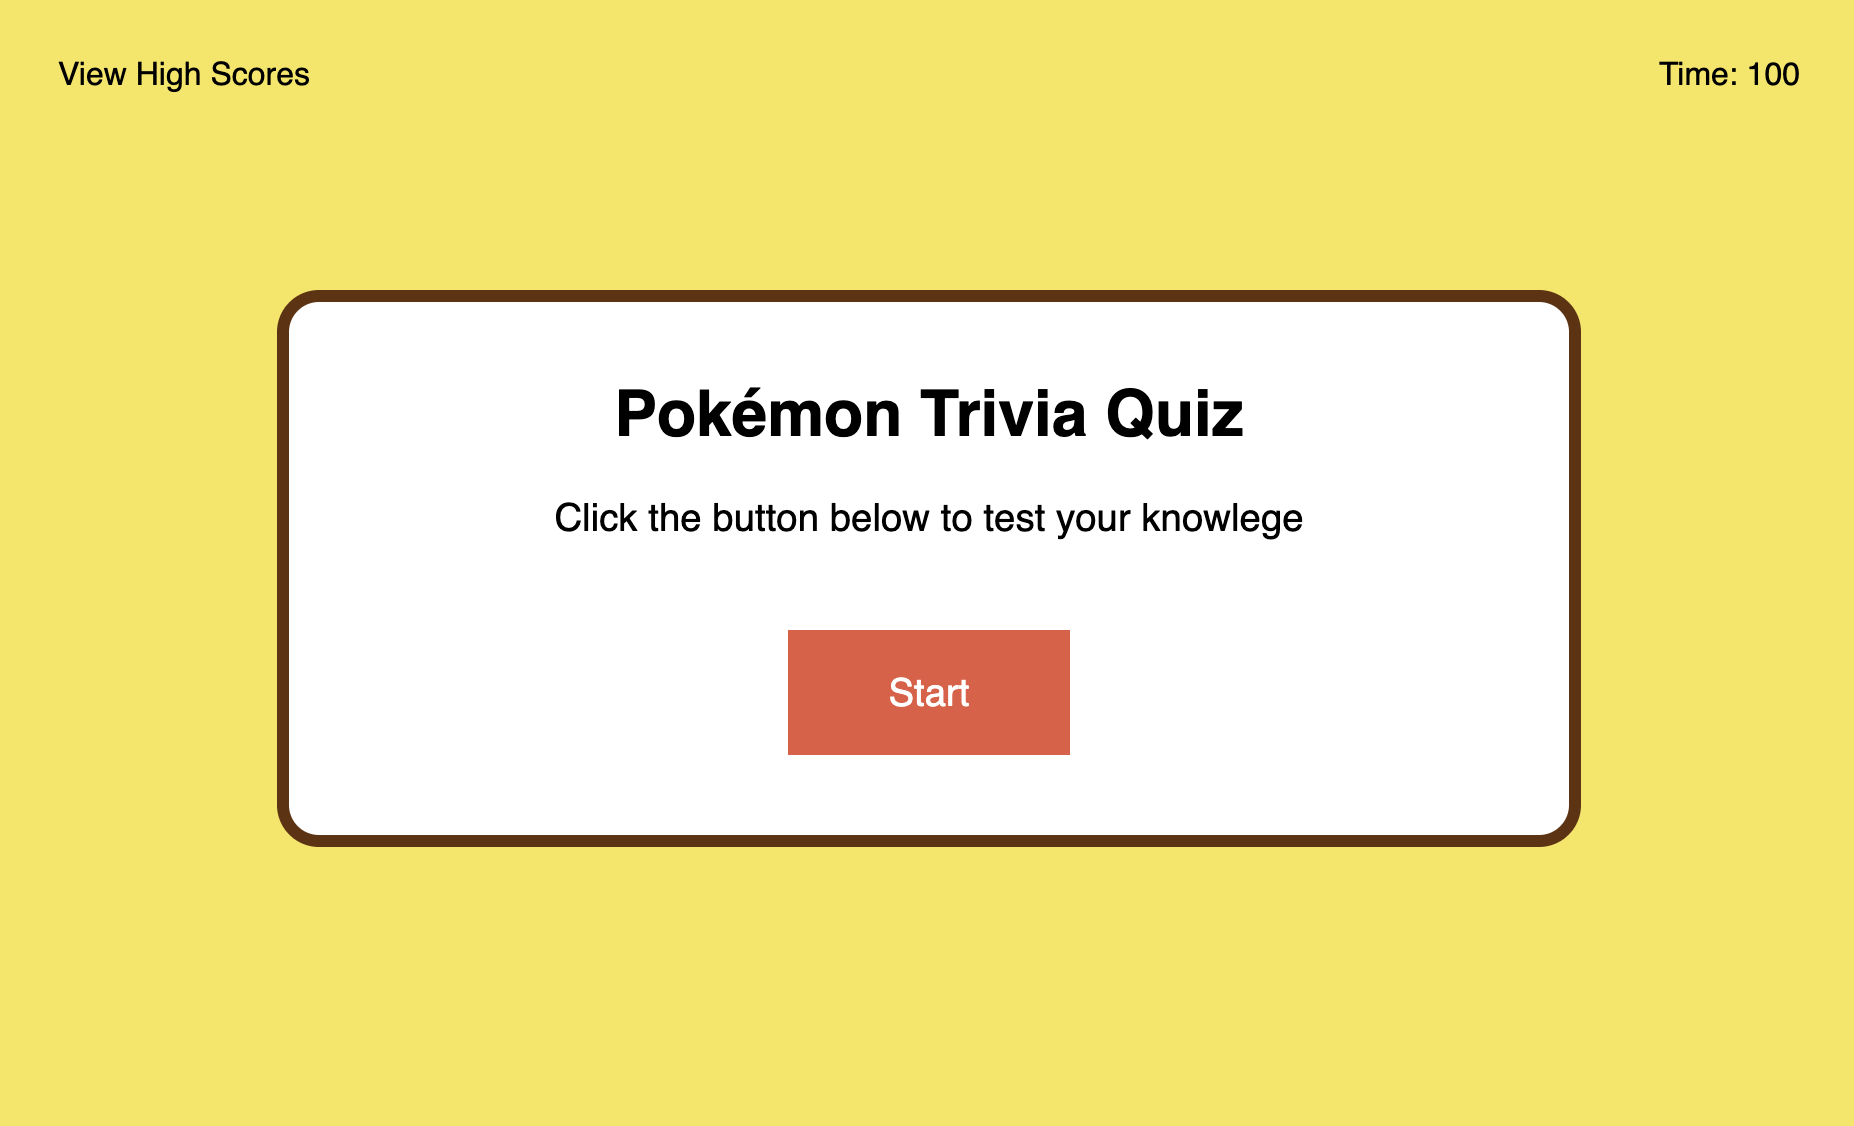 View High Scores
Time: 100
Pokémon Trivia Quiz
Click the button below to test your knowlege
Start